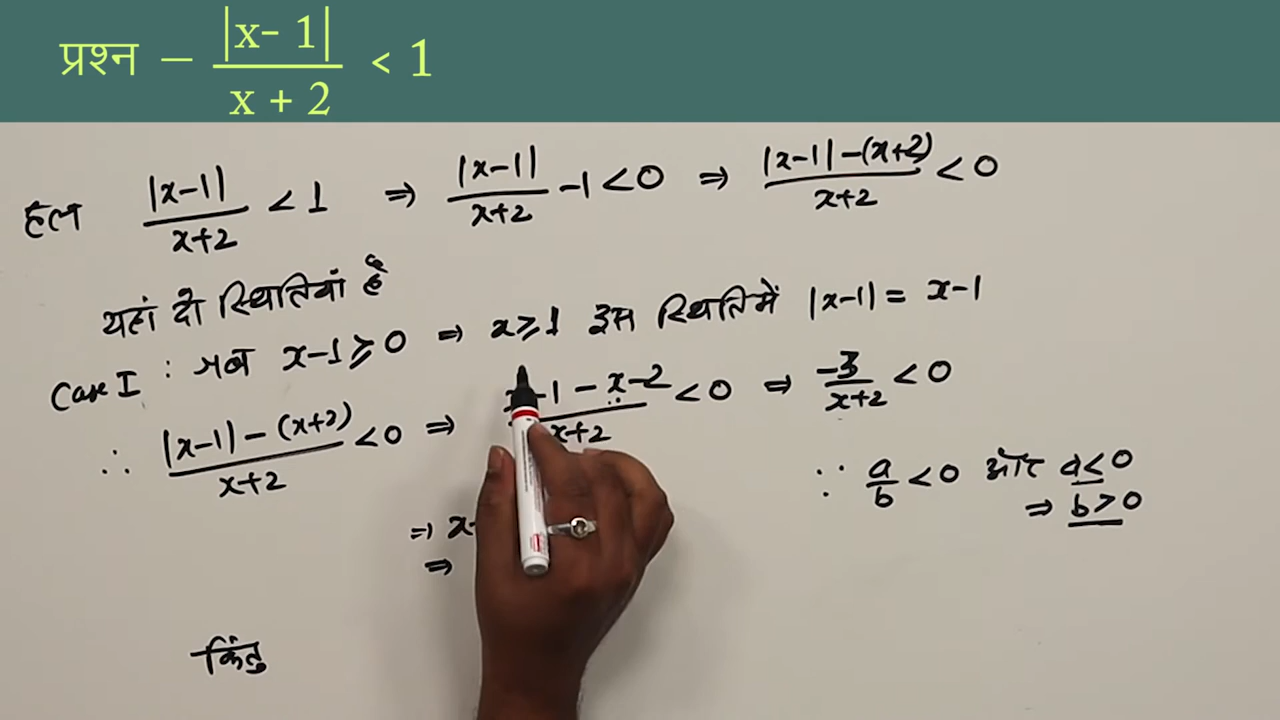 प्रश्न – |x- 1| / x + 2 < 1
हल |x-1| / x+2 < 1 ⇒ |x-1| / x+2 -1 < 0 ⇒ |x-1|-(x+2) / x+2 < 0
यहां दो स्थितियां हैं
Case I : जब x-1 ⩾ 0 ⇒ x ⩾ 1 इस स्थिति में |x-1| = x-1
∴ |x-1| - (x+2) / x+2 < 0 ⇒ -1 - x-2 / x+2 < 0 ⇒ -3 / x+2 < 0
∵ a / b < 0 और a < 0
⇒ b > 0
⇒ x
⇒
किंतु